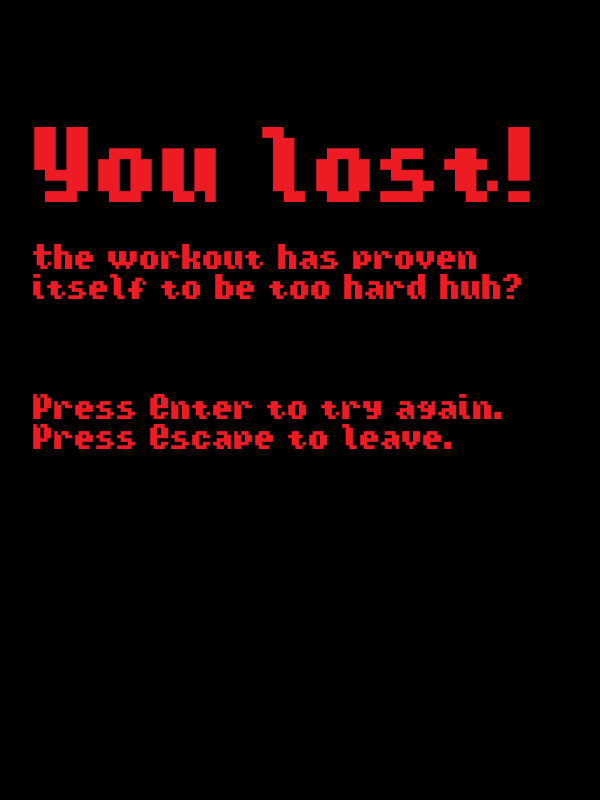 You lost!
the workout has proven
itself to be too hard huh?
Press Enter to try again.
Press Escape to leave.